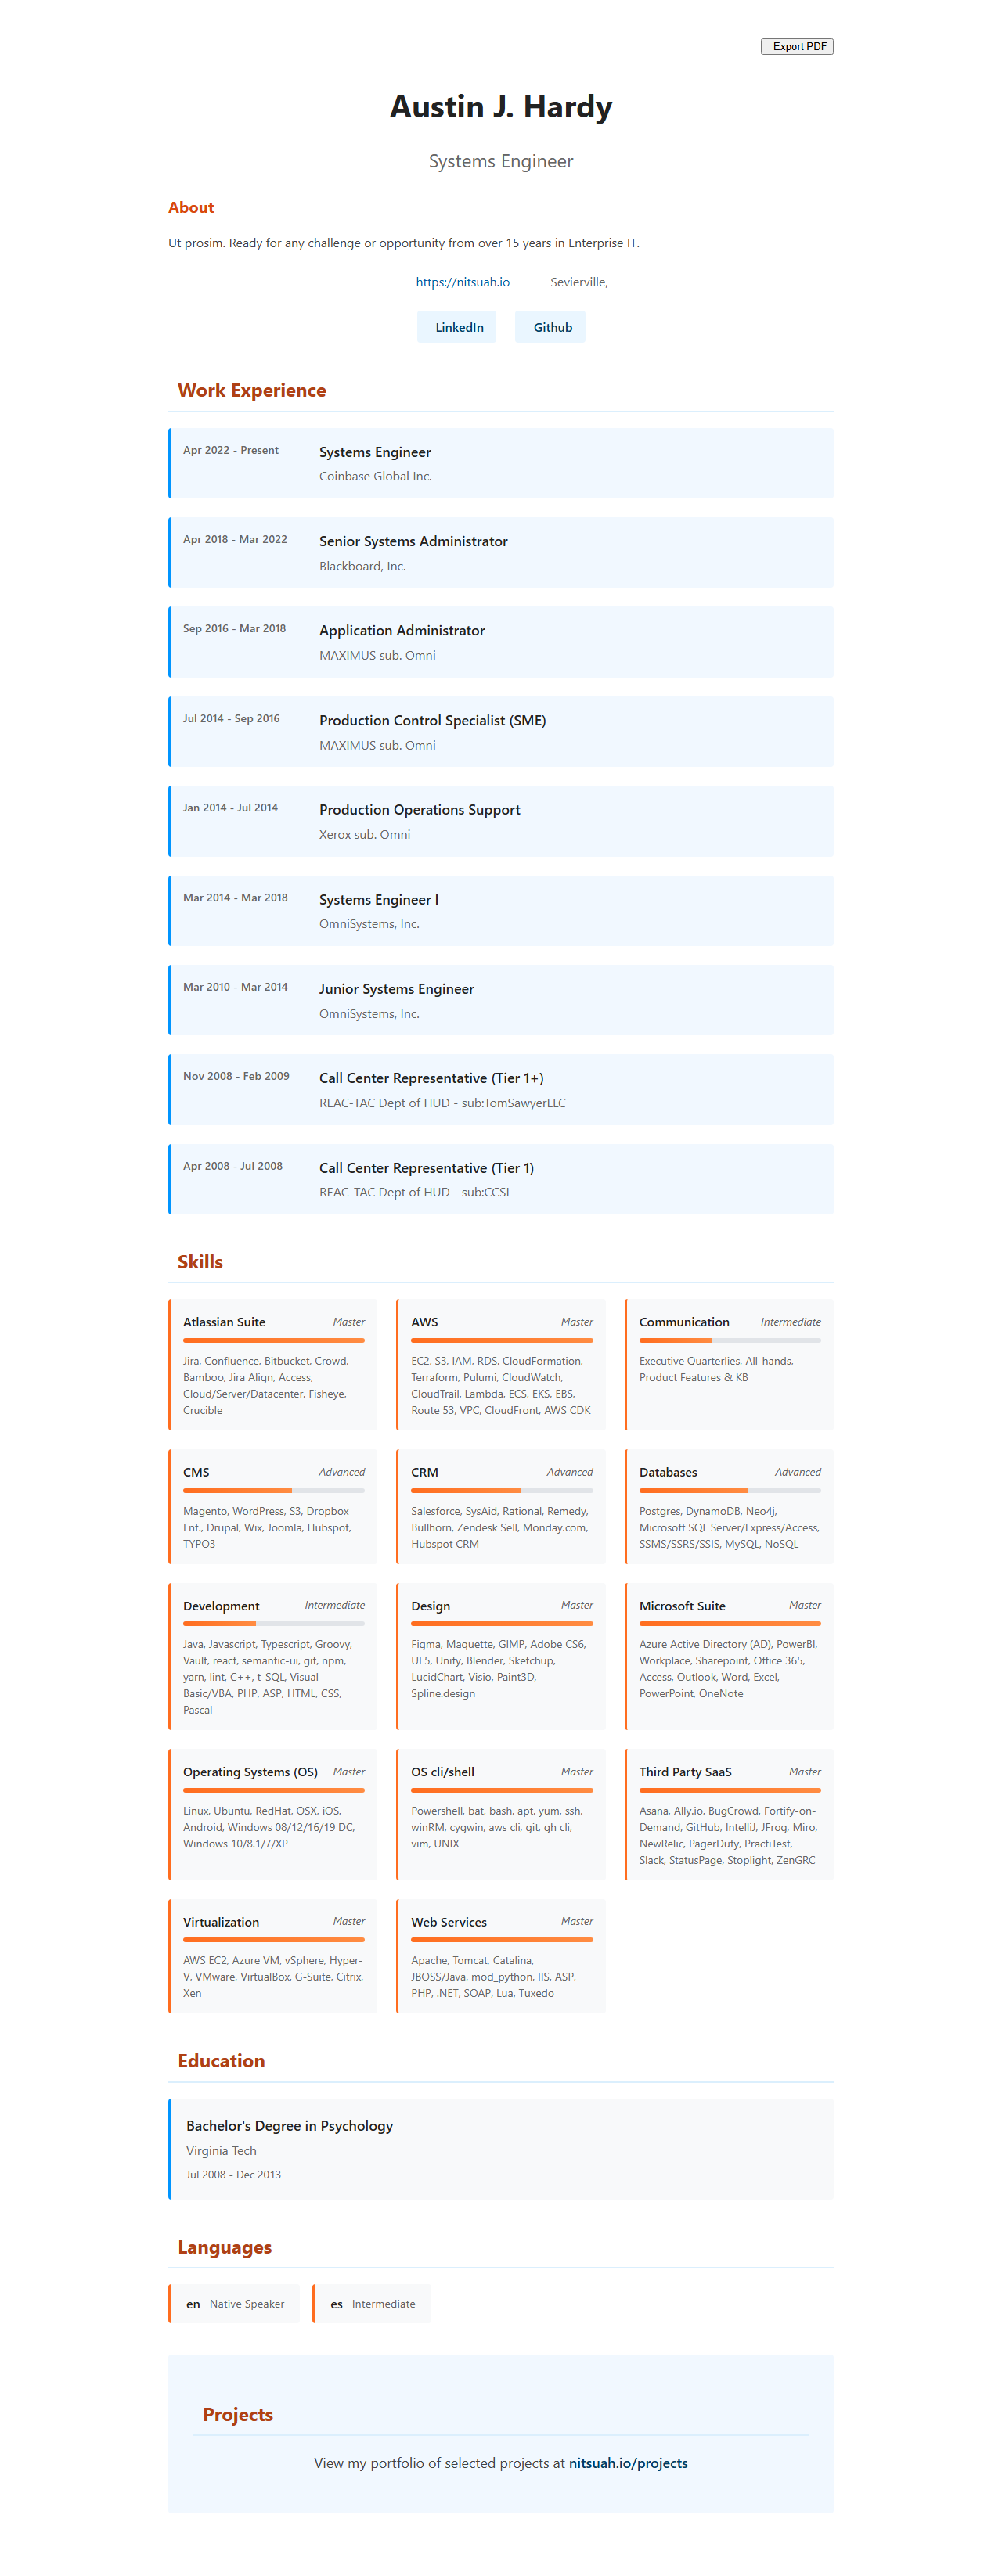 Export PDF
Austin J. Hardy
Systems Engineer
About
Ut prosim. Ready for any challenge or opportunity from over 15 years in Enterprise IT.
https://nitsuah.io Sevierville,
LinkedIn Github
Work Experience
Apr 2022 - Present Systems Engineer
Coinbase Global Inc.
Apr 2018 - Mar 2022 Senior Systems Administrator
Blackboard, Inc.
Sep 2016 - Mar 2018 Application Administrator
MAXIMUS sub. Omni
Jul 2014 - Sep 2016 Production Control Specialist (SME)
MAXIMUS sub. Omni
Jan 2014 - Jul 2014 Production Operations Support
Xerox sub. Omni
Mar 2014 - Mar 2018 Systems Engineer I
OmniSystems, Inc.
Mar 2010 - Mar 2014 Junior Systems Engineer
OmniSystems, Inc.
Nov 2008 - Feb 2009 Call Center Representative (Tier 1+)
REAC-TAC Dept of HUD - sub:TomSawyerLLC
Apr 2008 - Jul 2008 Call Center Representative (Tier 1)
REAC-TAC Dept of HUD - sub:CCSI
Skills
Atlassian Suite Master
Jira, Confluence, Bitbucket, Crowd,
Bamboo, Jira Align, Access,
Cloud/Server/Datacenter, Fisheye,
Crucible
AWS Master
EC2, S3, IAM, RDS, CloudFormation,
Terraform, Pulumi, CloudWatch,
CloudTrail, Lambda, ECS, EKS, EBS,
Route 53, VPC, CloudFront, AWS CDK
Communication Intermediate
Executive Quarterlies, All-hands,
Product Features & KB
CMS Advanced
Magento, WordPress, S3, Dropbox
Ent., Drupal, Wix, Joomla, Hubspot,
TYPO3
CRM Advanced
Salesforce, SysAid, Rational, Remedy,
Bullhorn, Zendesk Sell, Monday.com,
Hubspot CRM
Databases Advanced
Postgres, DynamoDB, Neo4j,
Microsoft SQL Server/Express/Access,
SSMS/SSRS/SSIS, MySQL, NoSQL
Development Intermediate
Java, Javascript, Typescript, Groovy,
Vault, react, semantic-ui, git, npm,
yarn, lint, C++, t-SQL, Visual
Basic/VBA, PHP, ASP, HTML, CSS,
Pascal
Design Master
Figma, Maquette, GIMP, Adobe CS6,
UE5, Unity, Blender, Sketchup,
LucidChart, Visio, Paint3D,
Spline.design
Microsoft Suite Master
Azure Active Directory (AD), PowerBI,
Workplace, Sharepoint, Office 365,
Access, Outlook, Word, Excel,
PowerPoint, OneNote
Operating Systems (OS) Master
Linux, Ubuntu, RedHat, OSX, iOS,
Android, Windows 08/12/16/19 DC,
Windows 10/8.1/7/XP
OS cli/shell Master
Powershell, bat, bash, apt, yum, ssh,
winRM, cygwin, aws cli, git, gh cli,
vim, UNIX
Third Party SaaS Master
Asana, Ally.io, BugCrowd, Fortify-on-
Demand, GitHub, IntelliJ, JFrog, Miro,
NewRelic, PagerDuty, PractiTest,
Slack, StatusPage, Stoplight, ZenGRC
Virtualization Master
AWS EC2, Azure VM, vSphere, Hyper-
V, VMware, VirtualBox, G-Suite, Citrix,
Xen
Web Services Master
Apache, Tomcat, Catalina,
JBOSS/Java, mod_python, IIS, ASP,
PHP, .NET, SOAP, Lua, Tuxedo
Education
Bachelor's Degree in Psychology
Virginia Tech
Jul 2008 - Dec 2013
Languages
en Native Speaker es Intermediate
Projects
View my portfolio of selected projects at nitsuah.io/projects